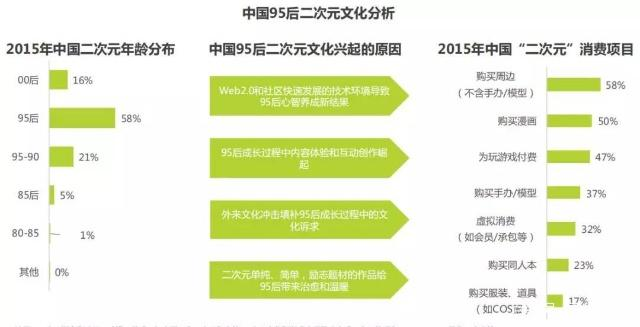 中国95后二次元文化分析
2015年中国二次元年龄分布
00后
16%
95后
58%
95-90
21%
85后
5%
80-85
1%
其他
0%
中国95后二次元文化兴起的原因
Web2.0和社区快速发展的技术环境导致
95后心智养成新结果
95后成长过程中内容体验和互动创作崛
起
外来文化冲击填补95后成长过程中的文
化诉求
二次元单纯、简单，励志题材的作品给
95后带来治愈和温暖
2015年中国“二次元”消费项目
购买周边
（不含手办/模型）
58%
购买漫画
50%
为玩游戏付费
47%
购买手办/模型
37%
虚拟消费
（如会员/承包等）
32%
购买同人本
23%
购买服装、道具
（如COS服）
17%